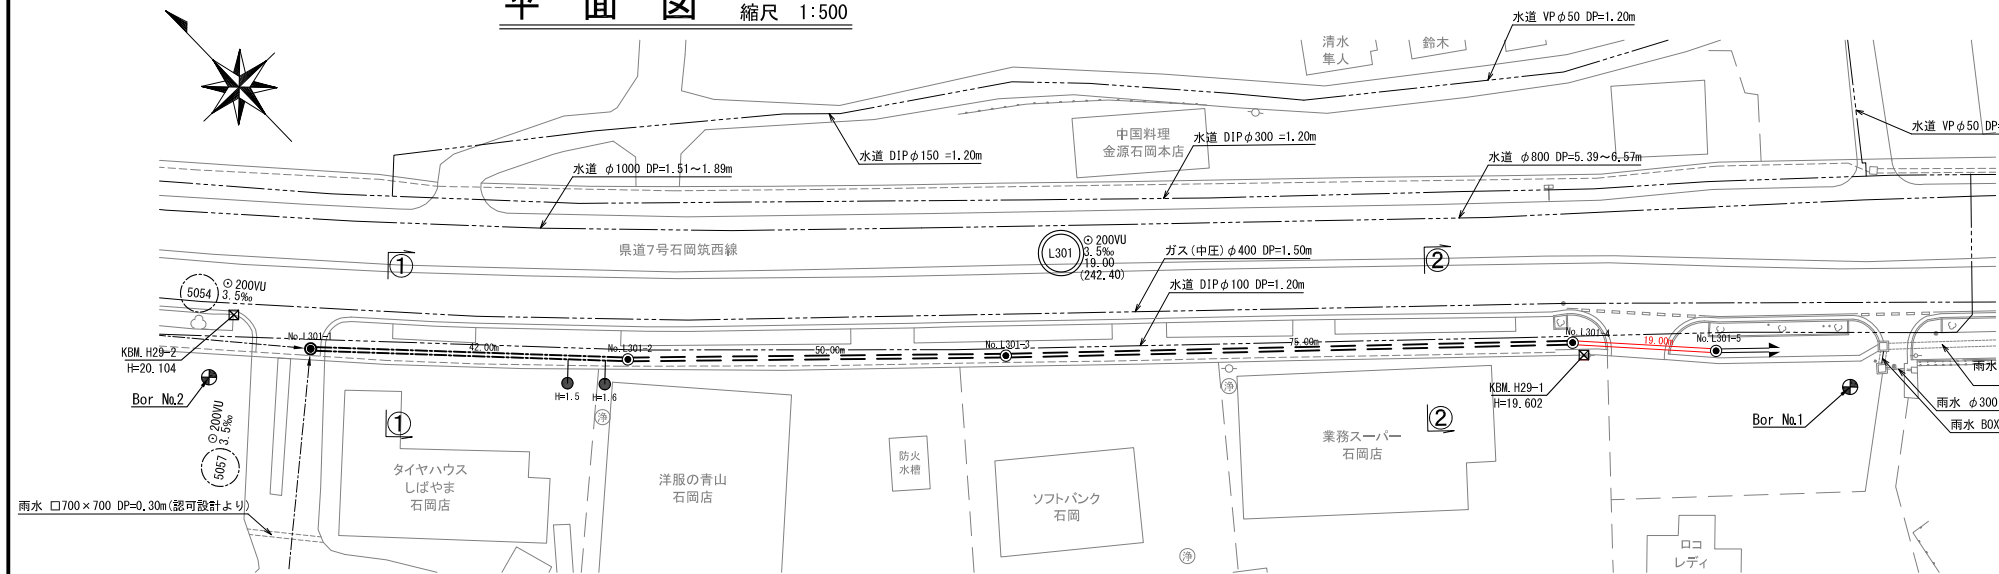 平面図 縮尺 1:500
水道 VPφ50 DP=1.20m
清水
隼人
鈴木
中国料理
金源石岡本店
水道 DIPφ300 =1.20m
水道 VPφ50 DP=
水道 DIPφ150 =1.20m
水道 φ1000 DP=1.51～1.89m
水道 φ800 DP=5.39～6.57m
県道7号石岡筑西線
L301
200VU
3.5‰
19.00
(242.40)
ガス(中圧)φ400 DP=1.50m
水道 DIPφ100 DP=1.20m
①
②
5054
200VU
3.5‰
No.L301-1
42.00m
No.L301-2
50.00m
No.L301-3
75.00m
No.L301-4
19.00m
No.L301-5
KBM.H29-2
H=20.104
Bor No.2
H=1.5
H=1.6
浄
浄
KBM.H29-1
H=19.602
Bor No.1
雨水
雨水 φ300
雨水 BOX
200VU
3.5‰
5057
①
②
タイヤハウス
しばやま
石岡店
洋服の青山
石岡店
防火
水槽
ソフトバンク
石岡
業務スーパー
石岡店
浄
ロコ
レディ
雨水 口700×700 DP=0.30m(認可設計より)